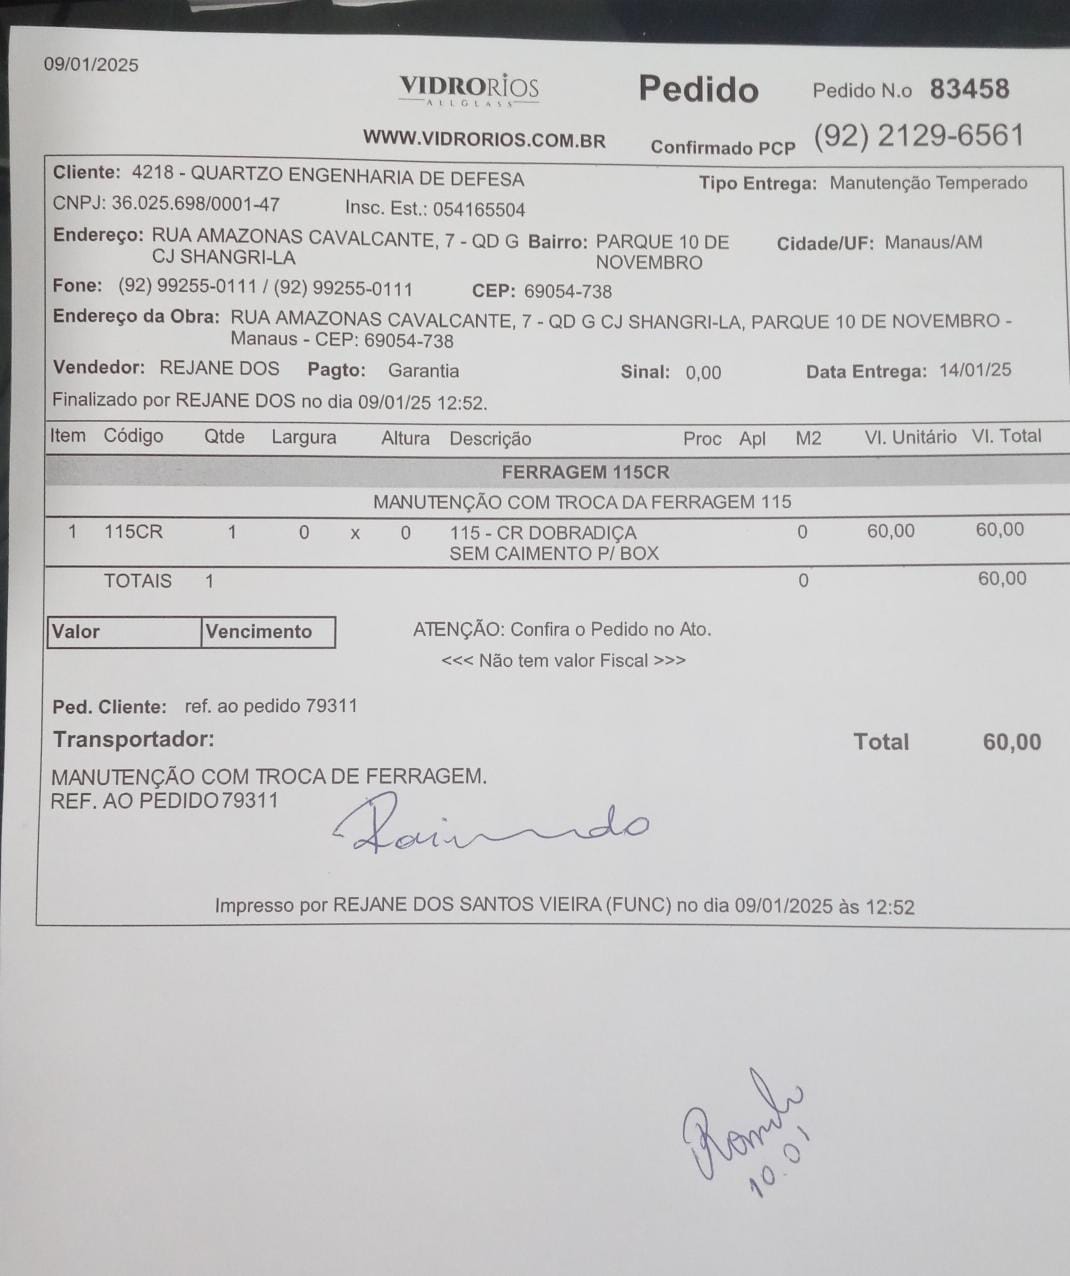 09/01/2025
VIDRORIOS
ALLGLASS
Pedido
Pedido N.o 83458
WWW.VIDRORIOS.COM.BR
Confirmado PCP (92) 2129-6561
Cliente: 4218 - QUARTZO ENGENHARIA DE DEFESA
Tipo Entrega: Manutenção Temperado
CNPJ: 36.025.698/0001-47 Insc. Est.: 054165504
Endereço: RUA AMAZONAS CAVALCANTE, 7 - QD G Bairro: PARQUE 10 DE Cidade/UF: Manaus/AM
CJ SHANGRI-LA NOVEMBRO
Fone: (92) 99255-0111 / (92) 99255-0111 CEP: 69054-738
Endereço da Obra: RUA AMAZONAS CAVALCANTE, 7 - QD G CJ SHANGRI-LA, PARQUE 10 DE NOVEMBRO -
Manaus - CEP: 69054-738
Vendedor: REJANE DOS Pagto: Garantia Sinal: 0,00 Data Entrega: 14/01/25
Finalizado por REJANE DOS no dia 09/01/25 12:52.
Item Código Qtde Largura Altura Descrição Proc Apl M2 Vl. Unitário Vl. Total
FERRAGEM 115CR
MANUTENÇÃO COM TROCA DA FERRAGEM 115
1 115CR 1 0 x 0 115 - CR DOBRADIÇA 0 60,00 60,00
SEM CAIMENTO P/ BOX
TOTAIS 1 0 60,00
Valor Vencimento
ATENÇÃO: Confira o Pedido no Ato.
<<< Não tem valor Fiscal >>>
Ped. Cliente: ref. ao pedido 79311
Transportador:
Total 60,00
MANUTENÇÃO COM TROCA DE FERRAGEM.
REF. AO PEDIDO 79311
Raimundo
Impresso por REJANE DOS SANTOS VIEIRA (FUNC) no dia 09/01/2025 às 12:52
10.01